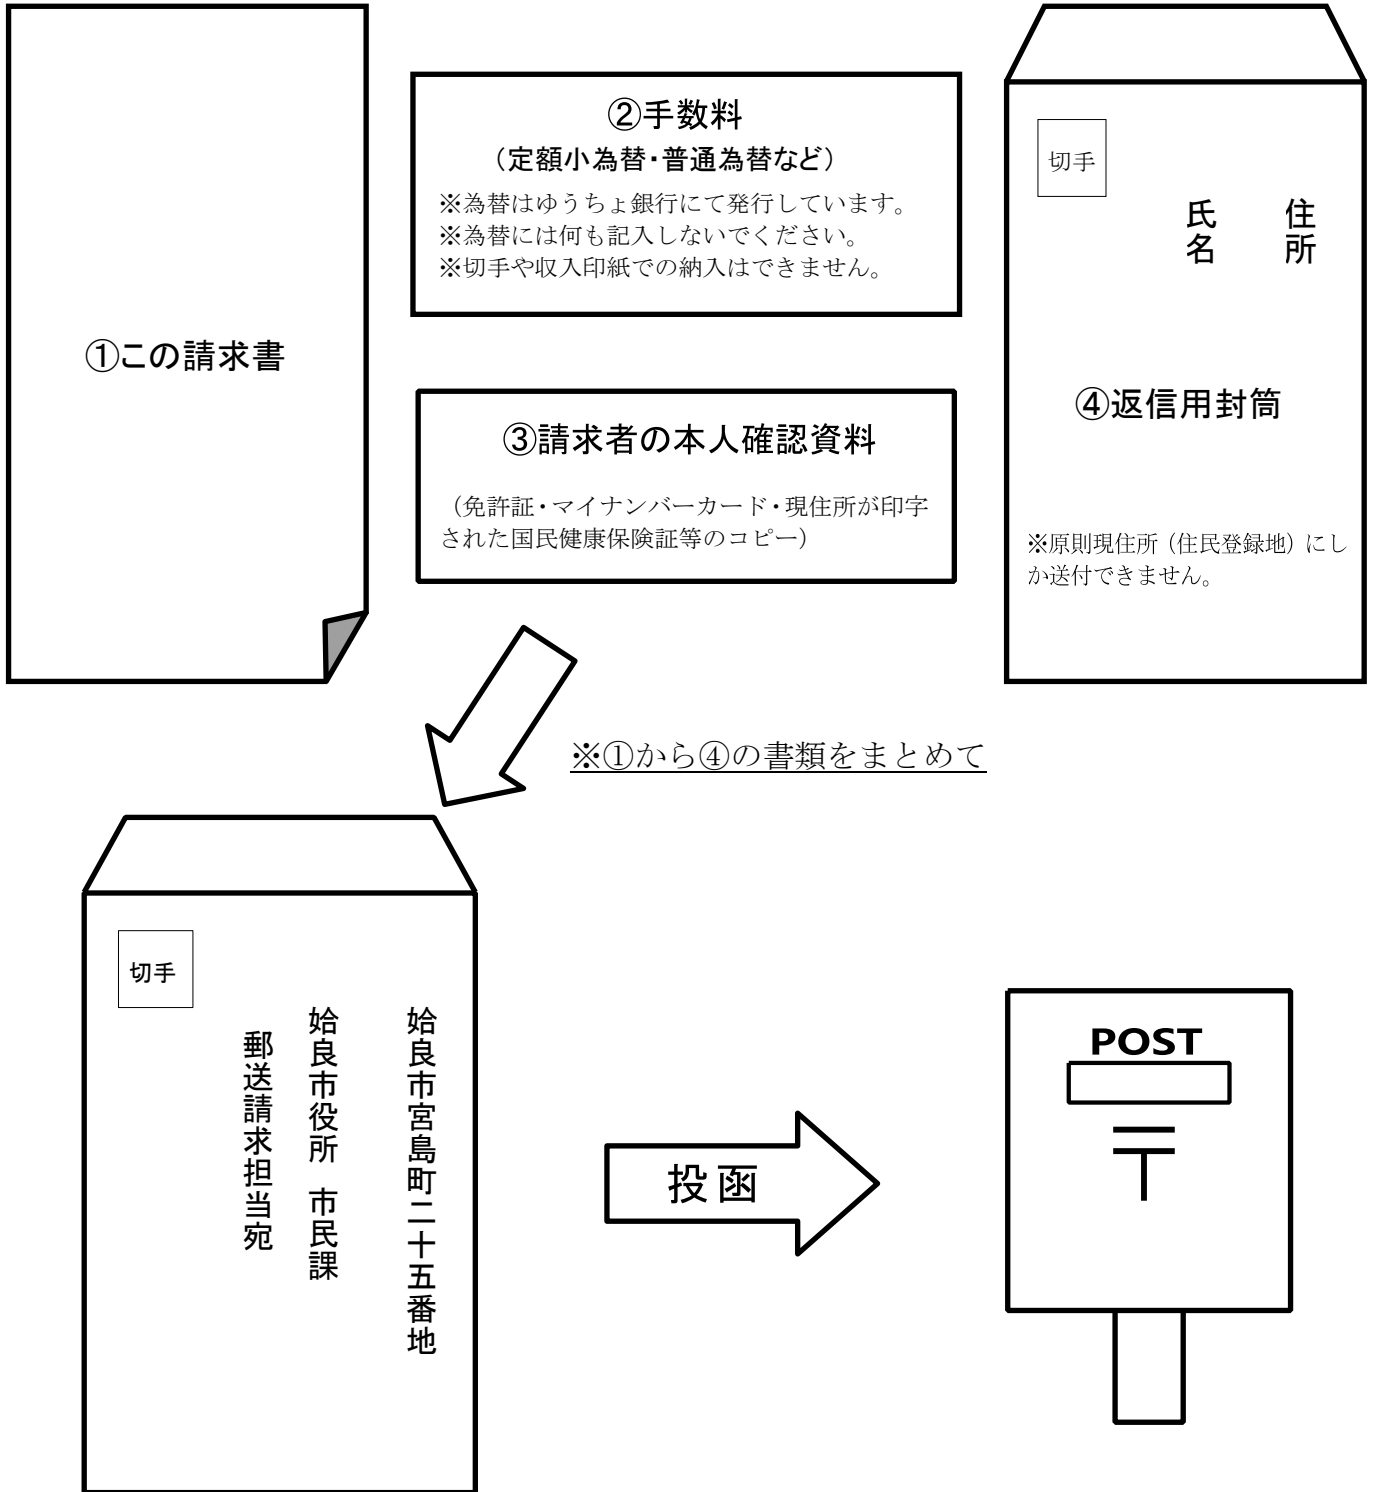 ①この請求書
②手数料
（定額小為替・普通為替など）
※為替はゆうちょ銀行にて発行しています。
※為替には何も記入しないでください。
※切手や収入印紙での納入はできません。
③請求者の本人確認資料
（免許証・マイナンバーカード・現住所が印字
された国民健康保険証等のコピー）
切手
住所
氏名
④返信用封筒
※原則現住所（住民登録地）にし
か送付できません。
※①から④の書類をまとめて
切手
姶良市宮島町二十五番地
姶良市役所 市民課
郵送請求担当宛
投函
POST
〒